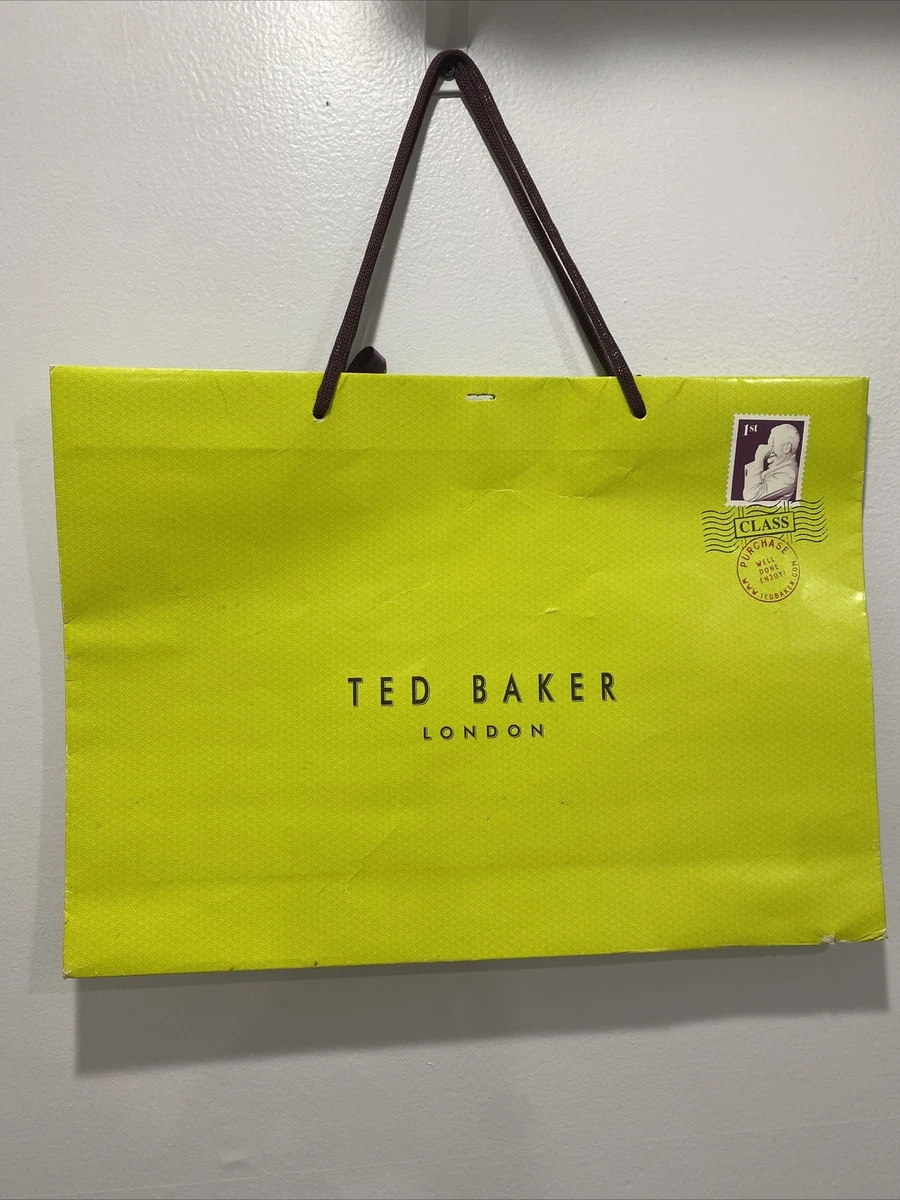 1st
CLASS
PURCHASE
WELL
DONE
ENJOY!
WWW.TEDBAKER.COM
TED BAKER
LONDON